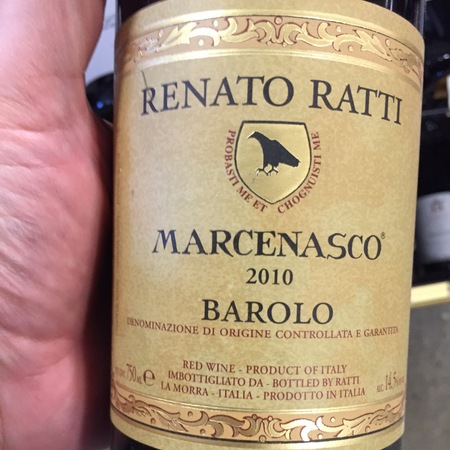 RENATO RATTI
PROBASTI ME ET CHOGNUISTI ME
MARCENASCO®
2010
BAROLO
DENOMINAZIONE DI ORIGINE CONTROLLATA E GARANTITA
RED WINE - PRODUCT OF ITALY
750 ML e IMBOTTIGLIATO DA - BOTTLED BY RATTI ALC. 14,5%
LA MORRA - ITALIA - PRODOTTO IN ITALIA